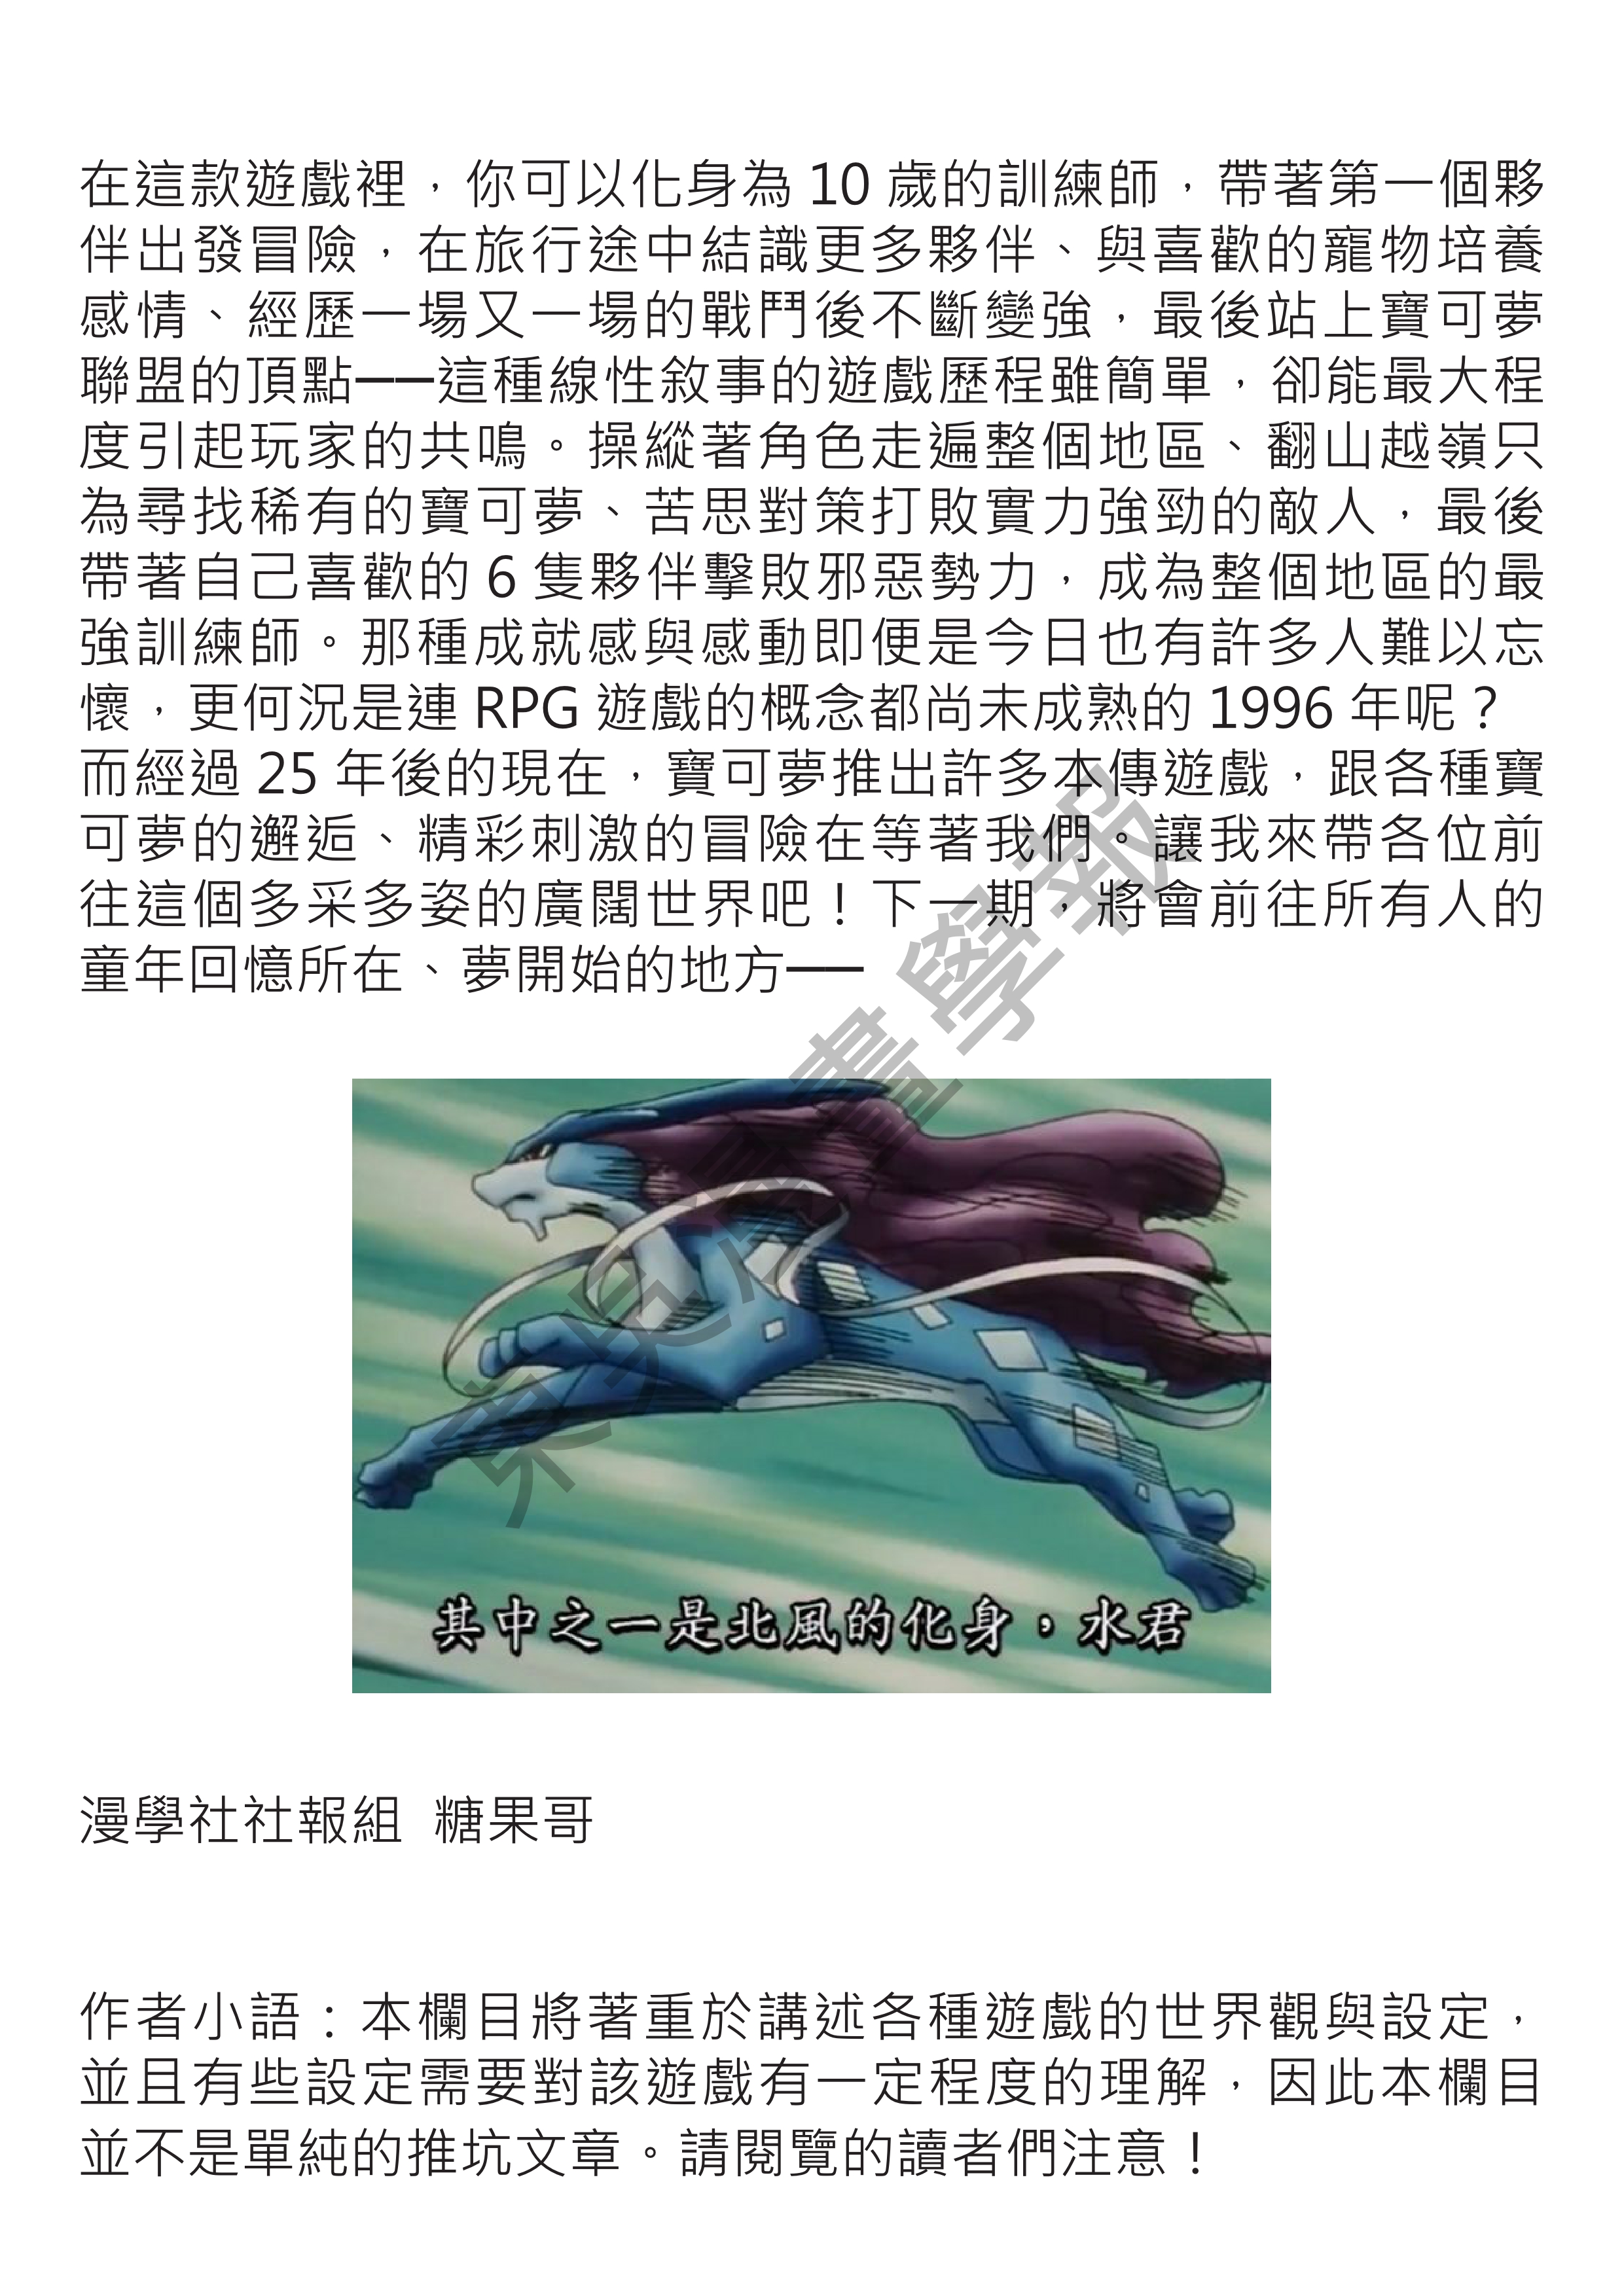 在這款遊戲裡，你可以化身為 10 歲的訓練師，帶著第一個夥
伴出發冒險，在旅行途中結識更多夥伴、與喜歡的寵物培養
感情、經歷一場又一場的戰鬥後不斷變強，最後站上寶可夢
聯盟的頂點——這種線性敘事的遊戲歷程雖簡單，卻能最大程
度引起玩家的共鳴。操縱著角色走遍整個地區、翻山越嶺只
為尋找稀有的寶可夢、苦思對策打敗實力強勁的敵人，最後
帶著自己喜歡的 6 隻夥伴擊敗邪惡勢力，成為整個地區的最
強訓練師。那種成就感與感動即便是今日也有許多人難以忘
懷，更何況是連 RPG 遊戲的概念都尚未成熟的 1996 年呢？
而經過 25 年後的現在，寶可夢推出許多本傳遊戲，跟各種寶
可夢的邂逅、精彩刺激的冒險在等著我們。讓我來帶各位前
往這個多采多姿的廣闊世界吧！下一期，將會前往所有人的
童年回憶所在、夢開始的地方——
東吳漫畫學報
其中之一是北風的化身，水君
漫學社社報組 糖果哥
作者小語：本欄目將著重於講述各種遊戲的世界觀與設定，
並且有些設定需要對該遊戲有一定程度的理解，因此本欄目
並不是單純的推坑文章。請閱覽的讀者們注意！